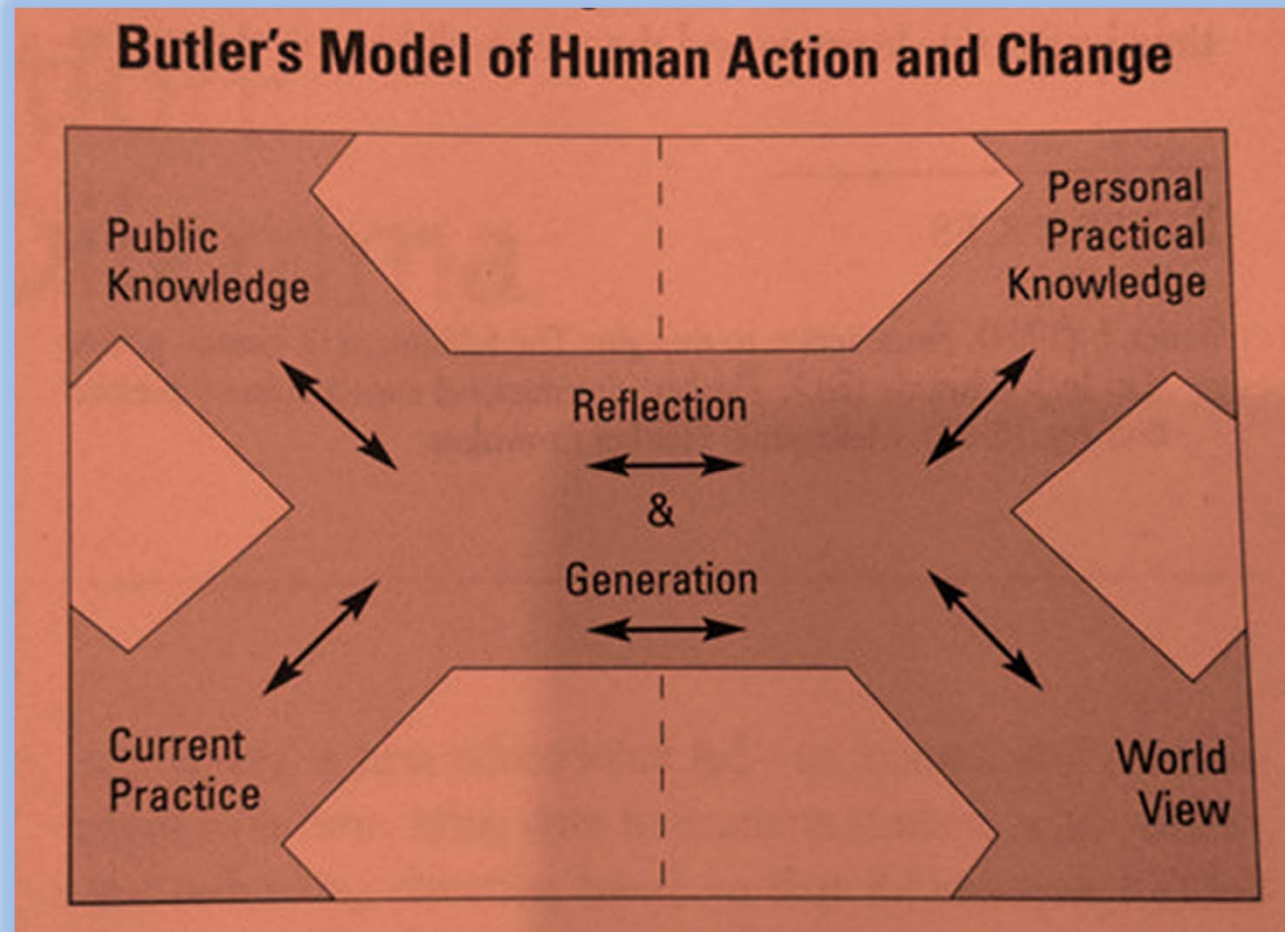 Butler's Model of Human Action and Change
Public
Knowledge
Personal
Practical
Knowledge
Reflection
&
Generation
Current
Practice
World
View